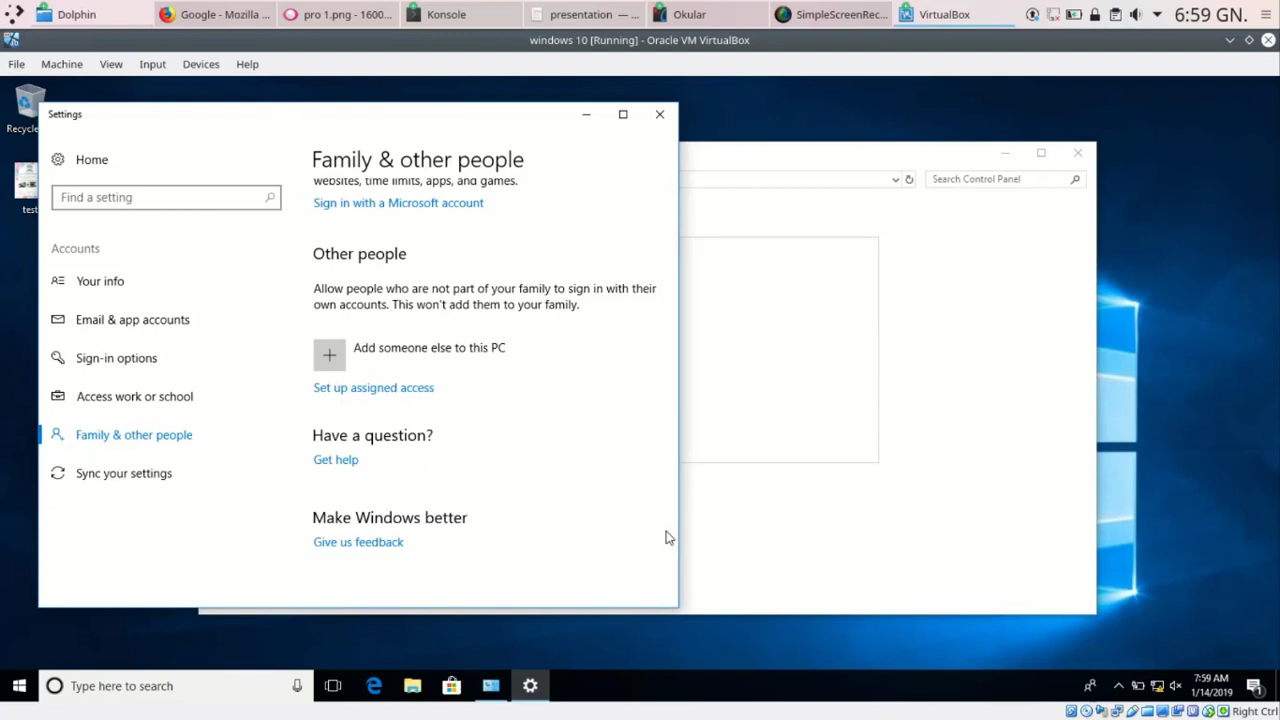 Dolphin
Google - Mozilla ...
pro 1.png - 1600...
Konsole
presentation — ...
Okular
SimpleScreenRec...
VirtualBox
6:59 GN.
windows 10 [Running] - Oracle VM VirtualBox
File
Machine
View
Input
Devices
Help
Recycle
test
Settings
Home
Find a setting
Accounts
Your info
Email & app accounts
Sign-in options
Access work or school
Family & other people
Sync your settings
Family & other people
websites, time limits, apps, and games.
Sign in with a Microsoft account
Other people
Allow people who are not part of your family to sign in with their
own accounts. This won't add them to your family.
Add someone else to this PC
Set up assigned access
Have a question?
Get help
Make Windows better
Give us feedback
Search Control Panel
Type here to search
7:59 AM
1/14/2019
1
Right Ctrl